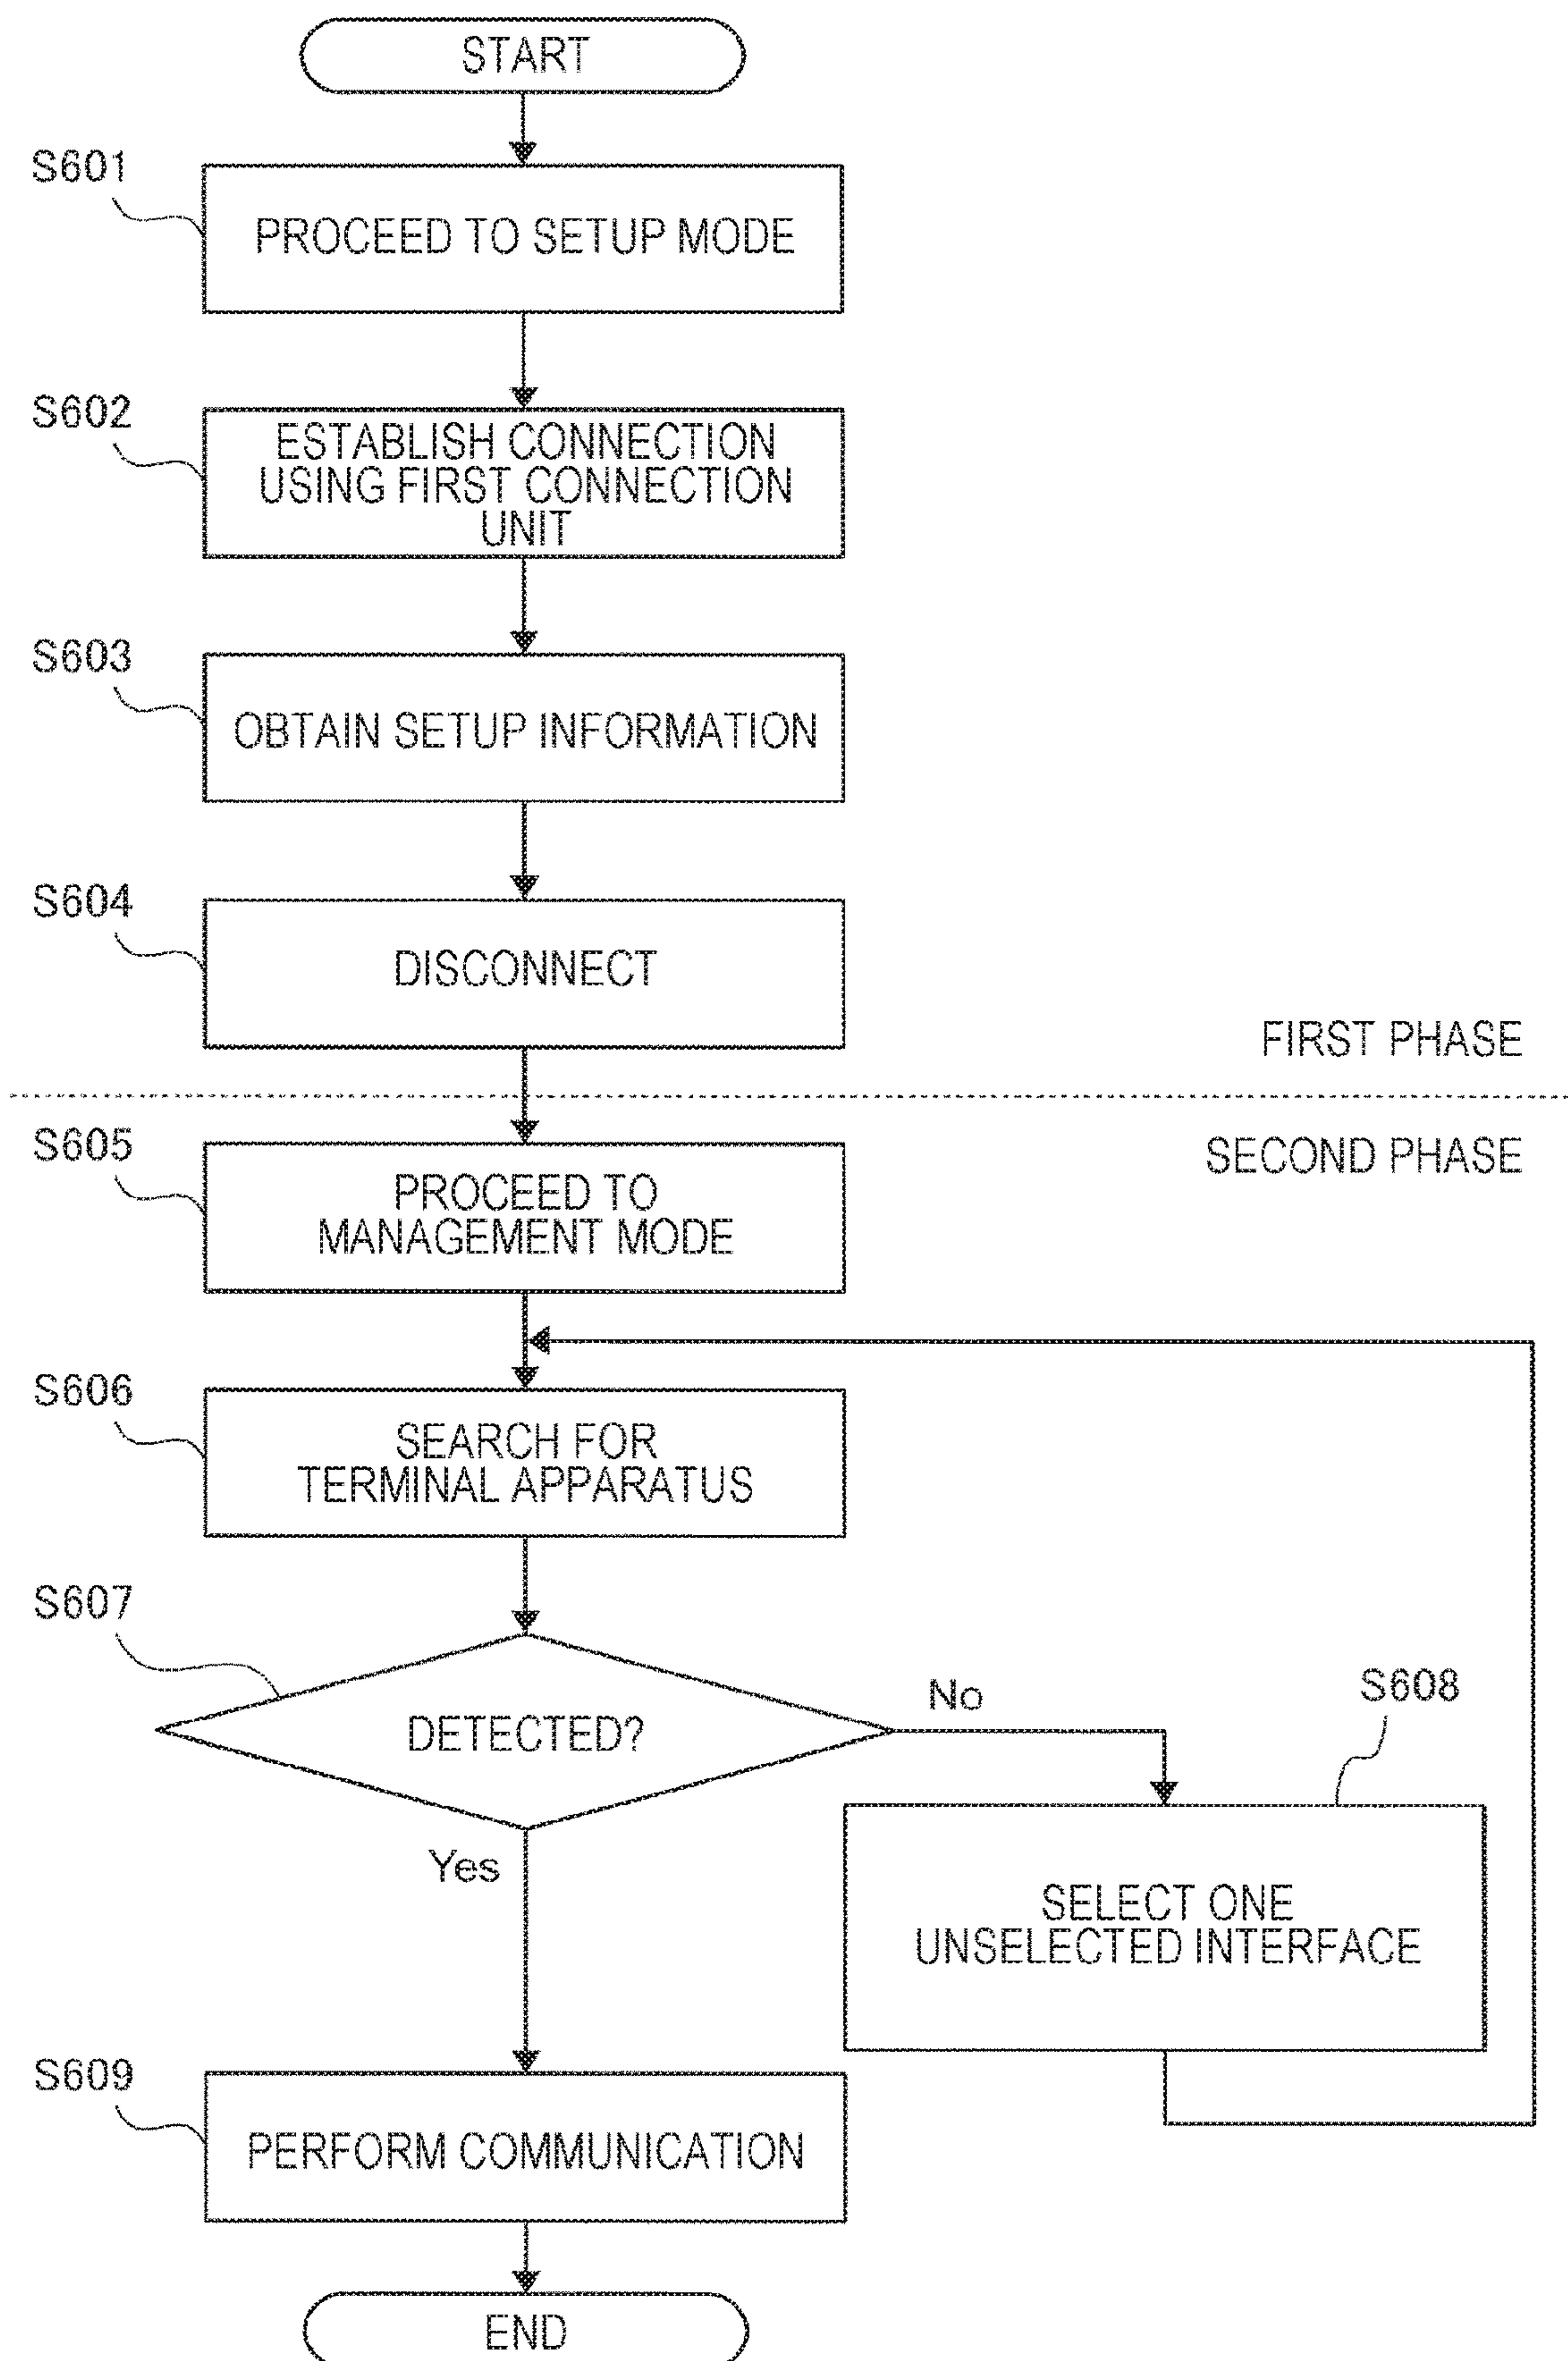 START
S601
PROCEED TO SETUP MODE
S602
ESTABLISH CONNECTION
USING FIRST CONNECTION
UNIT
S603
OBTAIN SETUP INFORMATION
S604
DISCONNECT
FIRST PHASE
SECOND PHASE
S605
PROCEED TO
MANAGEMENT MODE
S606
SEARCH FOR
TERMINAL APPARATUS
S607
DETECTED?
No
S608
Yes
SELECT ONE
UNSELECTED INTERFACE
S609
PERFORM COMMUNICATION
END